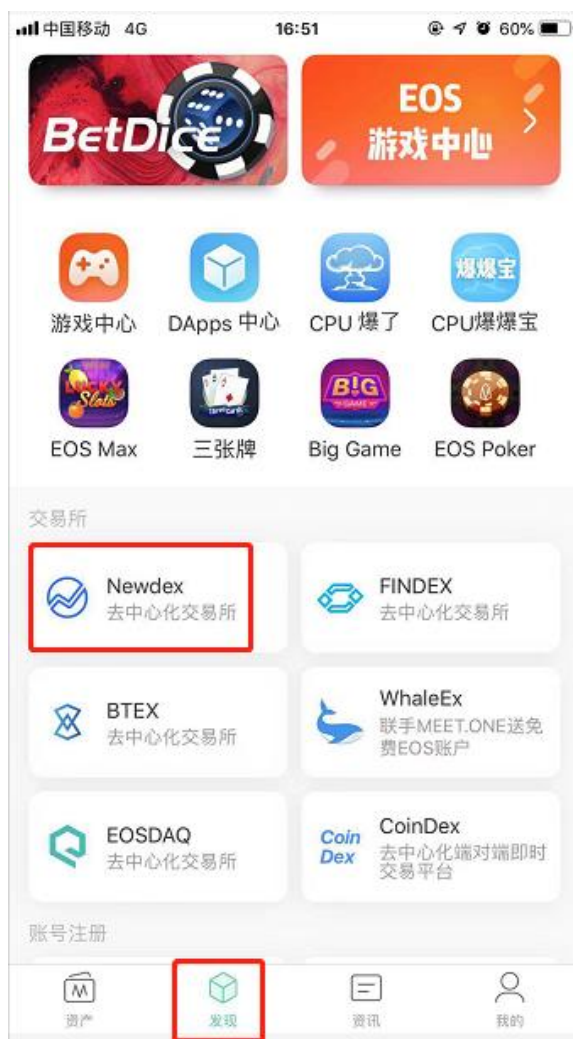 中国移动 4G 16:51 60%
BetDice
EOS
游戏中心
爆爆宝
游戏中心 DApps 中心 CPU 爆了 CPU爆爆宝
LUCKY
Slots
B!G
GAME
EOS Max 三张牌 Big Game EOS Poker
交易所
Newdex
去中心化交易所
FINDEX
去中心化交易所
BTEX
去中心化交易所
WhaleEx
联手MEET.ONE送免
费EOS账户
EOSDAQ
去中心化交易所
Coin
Dex
CoinDex
去中心化端对端即时
交易平台
账号注册
资产 发现 资讯 我的